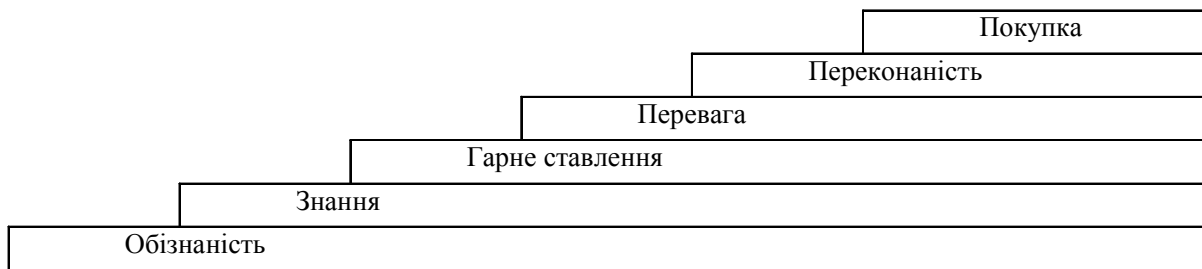 Покупка
Переконаність
Перевага
Гарне ставлення
Знання
Обізнаність